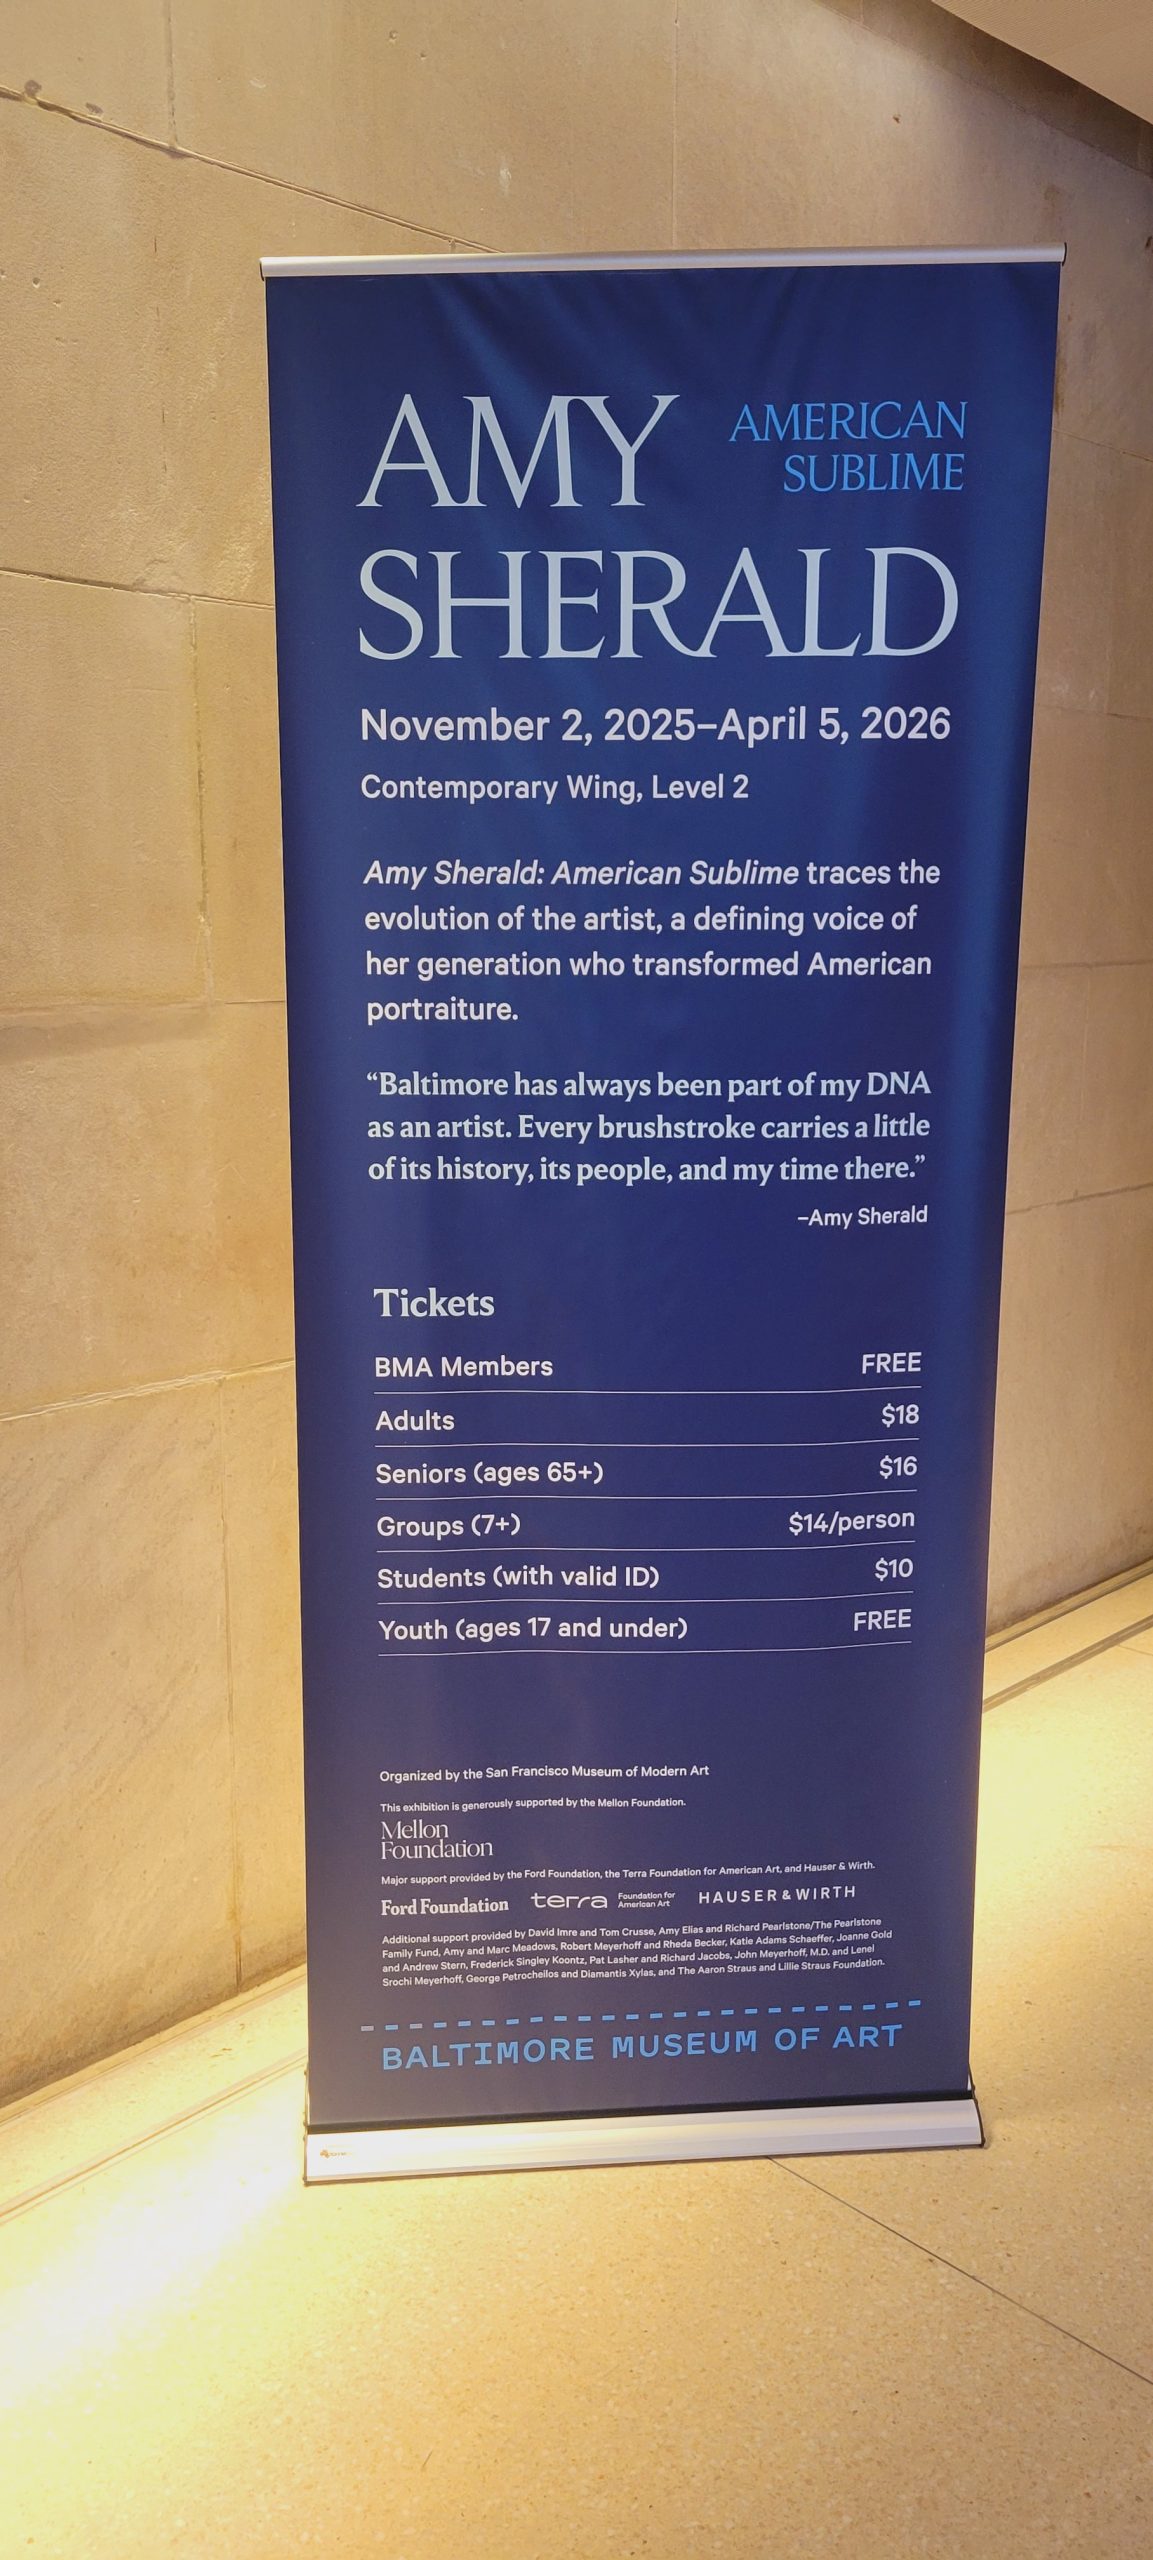 AMY
AMERICAN
SUBLIME
SHERALD
November 2, 2025–April 5, 2026
Contemporary Wing, Level 2
Amy Sherald: American Sublime traces the
evolution of the artist, a defining voice of
her generation who transformed American
portraiture.
“Baltimore has always been part of my DNA
as an artist. Every brushstroke carries a little
of its history, its people, and my time there.”
–Amy Sherald
Tickets
BMA Members FREE
Adults $18
Seniors (ages 65+) $16
Groups (7+) $14/person
Students (with valid ID) $10
Youth (ages 17 and under) FREE
Organized by the San Francisco Museum of Modern Art
This exhibition is generously supported by the Mellon Foundation.
Mellon
Foundation
Major support provided by the Ford Foundation, the Terra Foundation for American Art, and Hauser & Wirth.
Ford Foundation terra Foundation for American Art HAUSER & WIRTH
Additional support provided by David Imre and Tom Crusse, Amy Elias and Richard Pearlstone/The Pearlstone
Family Fund, Amy and Marc Meadows, Robert Meyerhoff and Rheda Becker, Katie Adams Schaeffer, Joanne Gold
and Andrew Stern, Frederick Singley Koontz, Pat Lasher and Richard Jacobs, John Meyerhoff, M.D. and Lenel
Srochi Meyerhoff, George Petrocheilos and Diamantis Xylas, and The Aaron Straus and Lillie Straus Foundation.
BALTIMORE MUSEUM OF ART